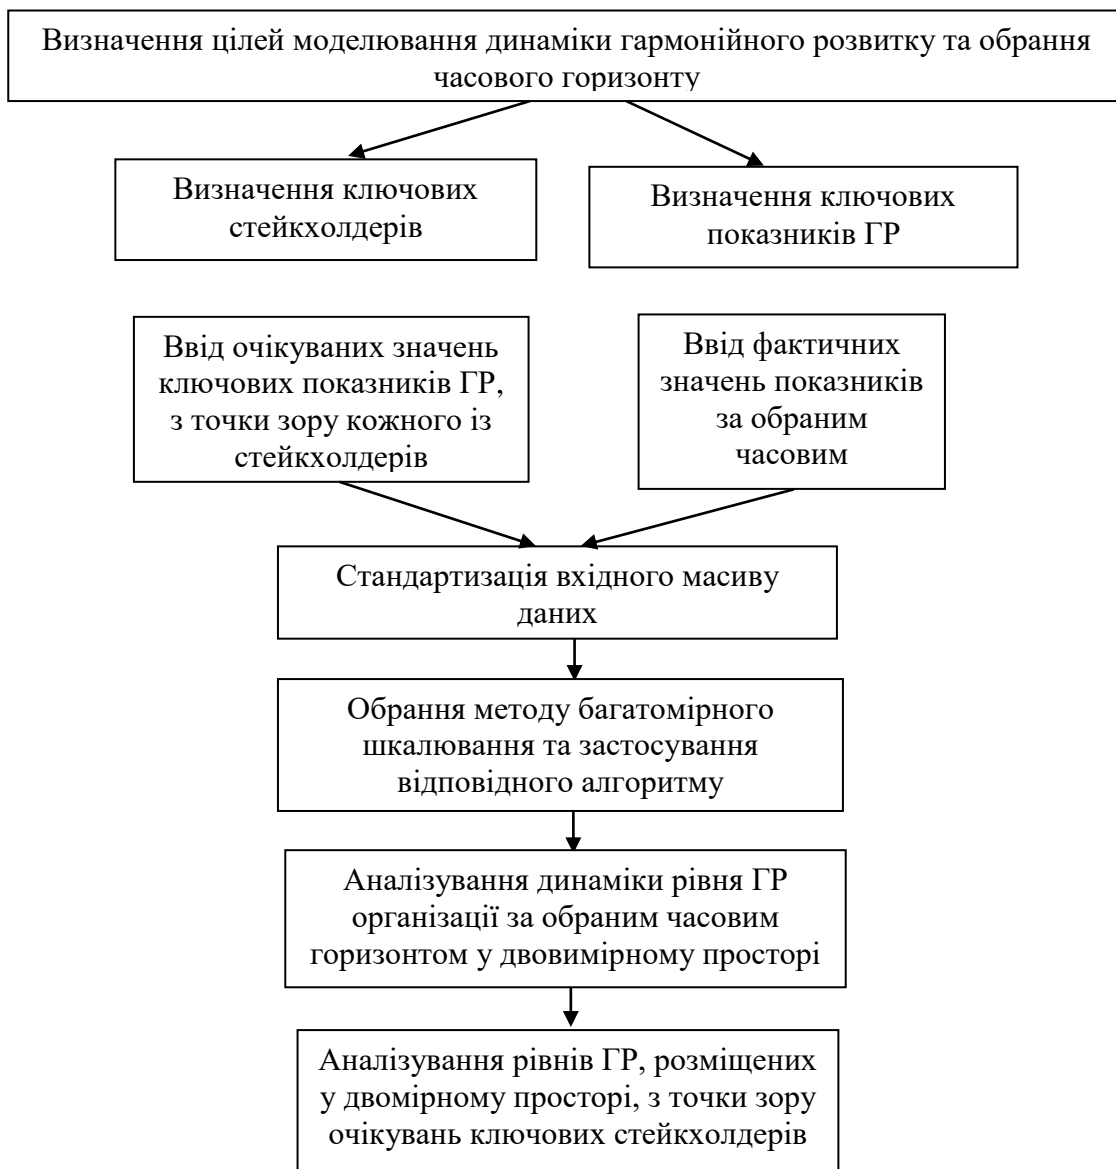 Визначення цілей моделювання динаміки гармонійного розвитку та обрання
часового горизонту
Визначення ключових
стейкхолдерів
Визначення ключових
показників ГР
Ввід очікуваних значень
ключових показників ГР,
з точки зору кожного із
стейкхолдерів
Ввід фактичних
значень показників
за обраним
часовим
Стандартизація вхідного масиву
даних
Обрання методу багатомірного
шкалювання та застосування
відповідного алгоритму
Аналізування динаміки рівня ГР
організації за обраним часовим
горизонтом у двовимірному просторі
Аналізування рівнів ГР, розміщених
у двомірному просторі, з точки зору
очікувань ключових стейкхолдерів